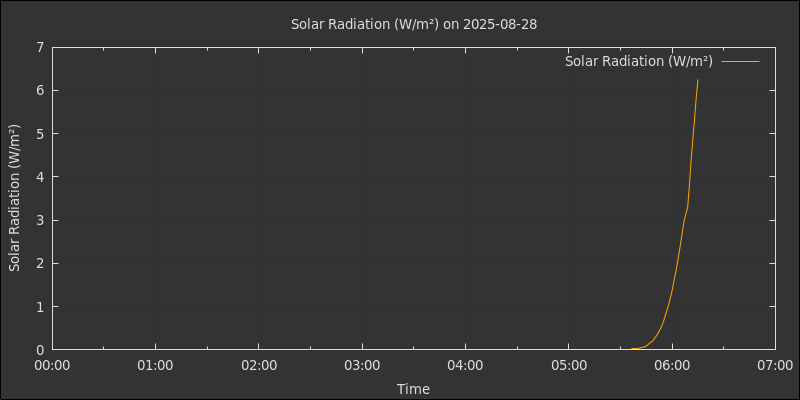 Solar Radiation (W/m²) on 2025-08-28
Solar Radiation (W/m²)
7
6
5
4
3
2
1
0
Solar Radiation (W/m²)
00:00 01:00 02:00 03:00 04:00 05:00 06:00 07:00
Time